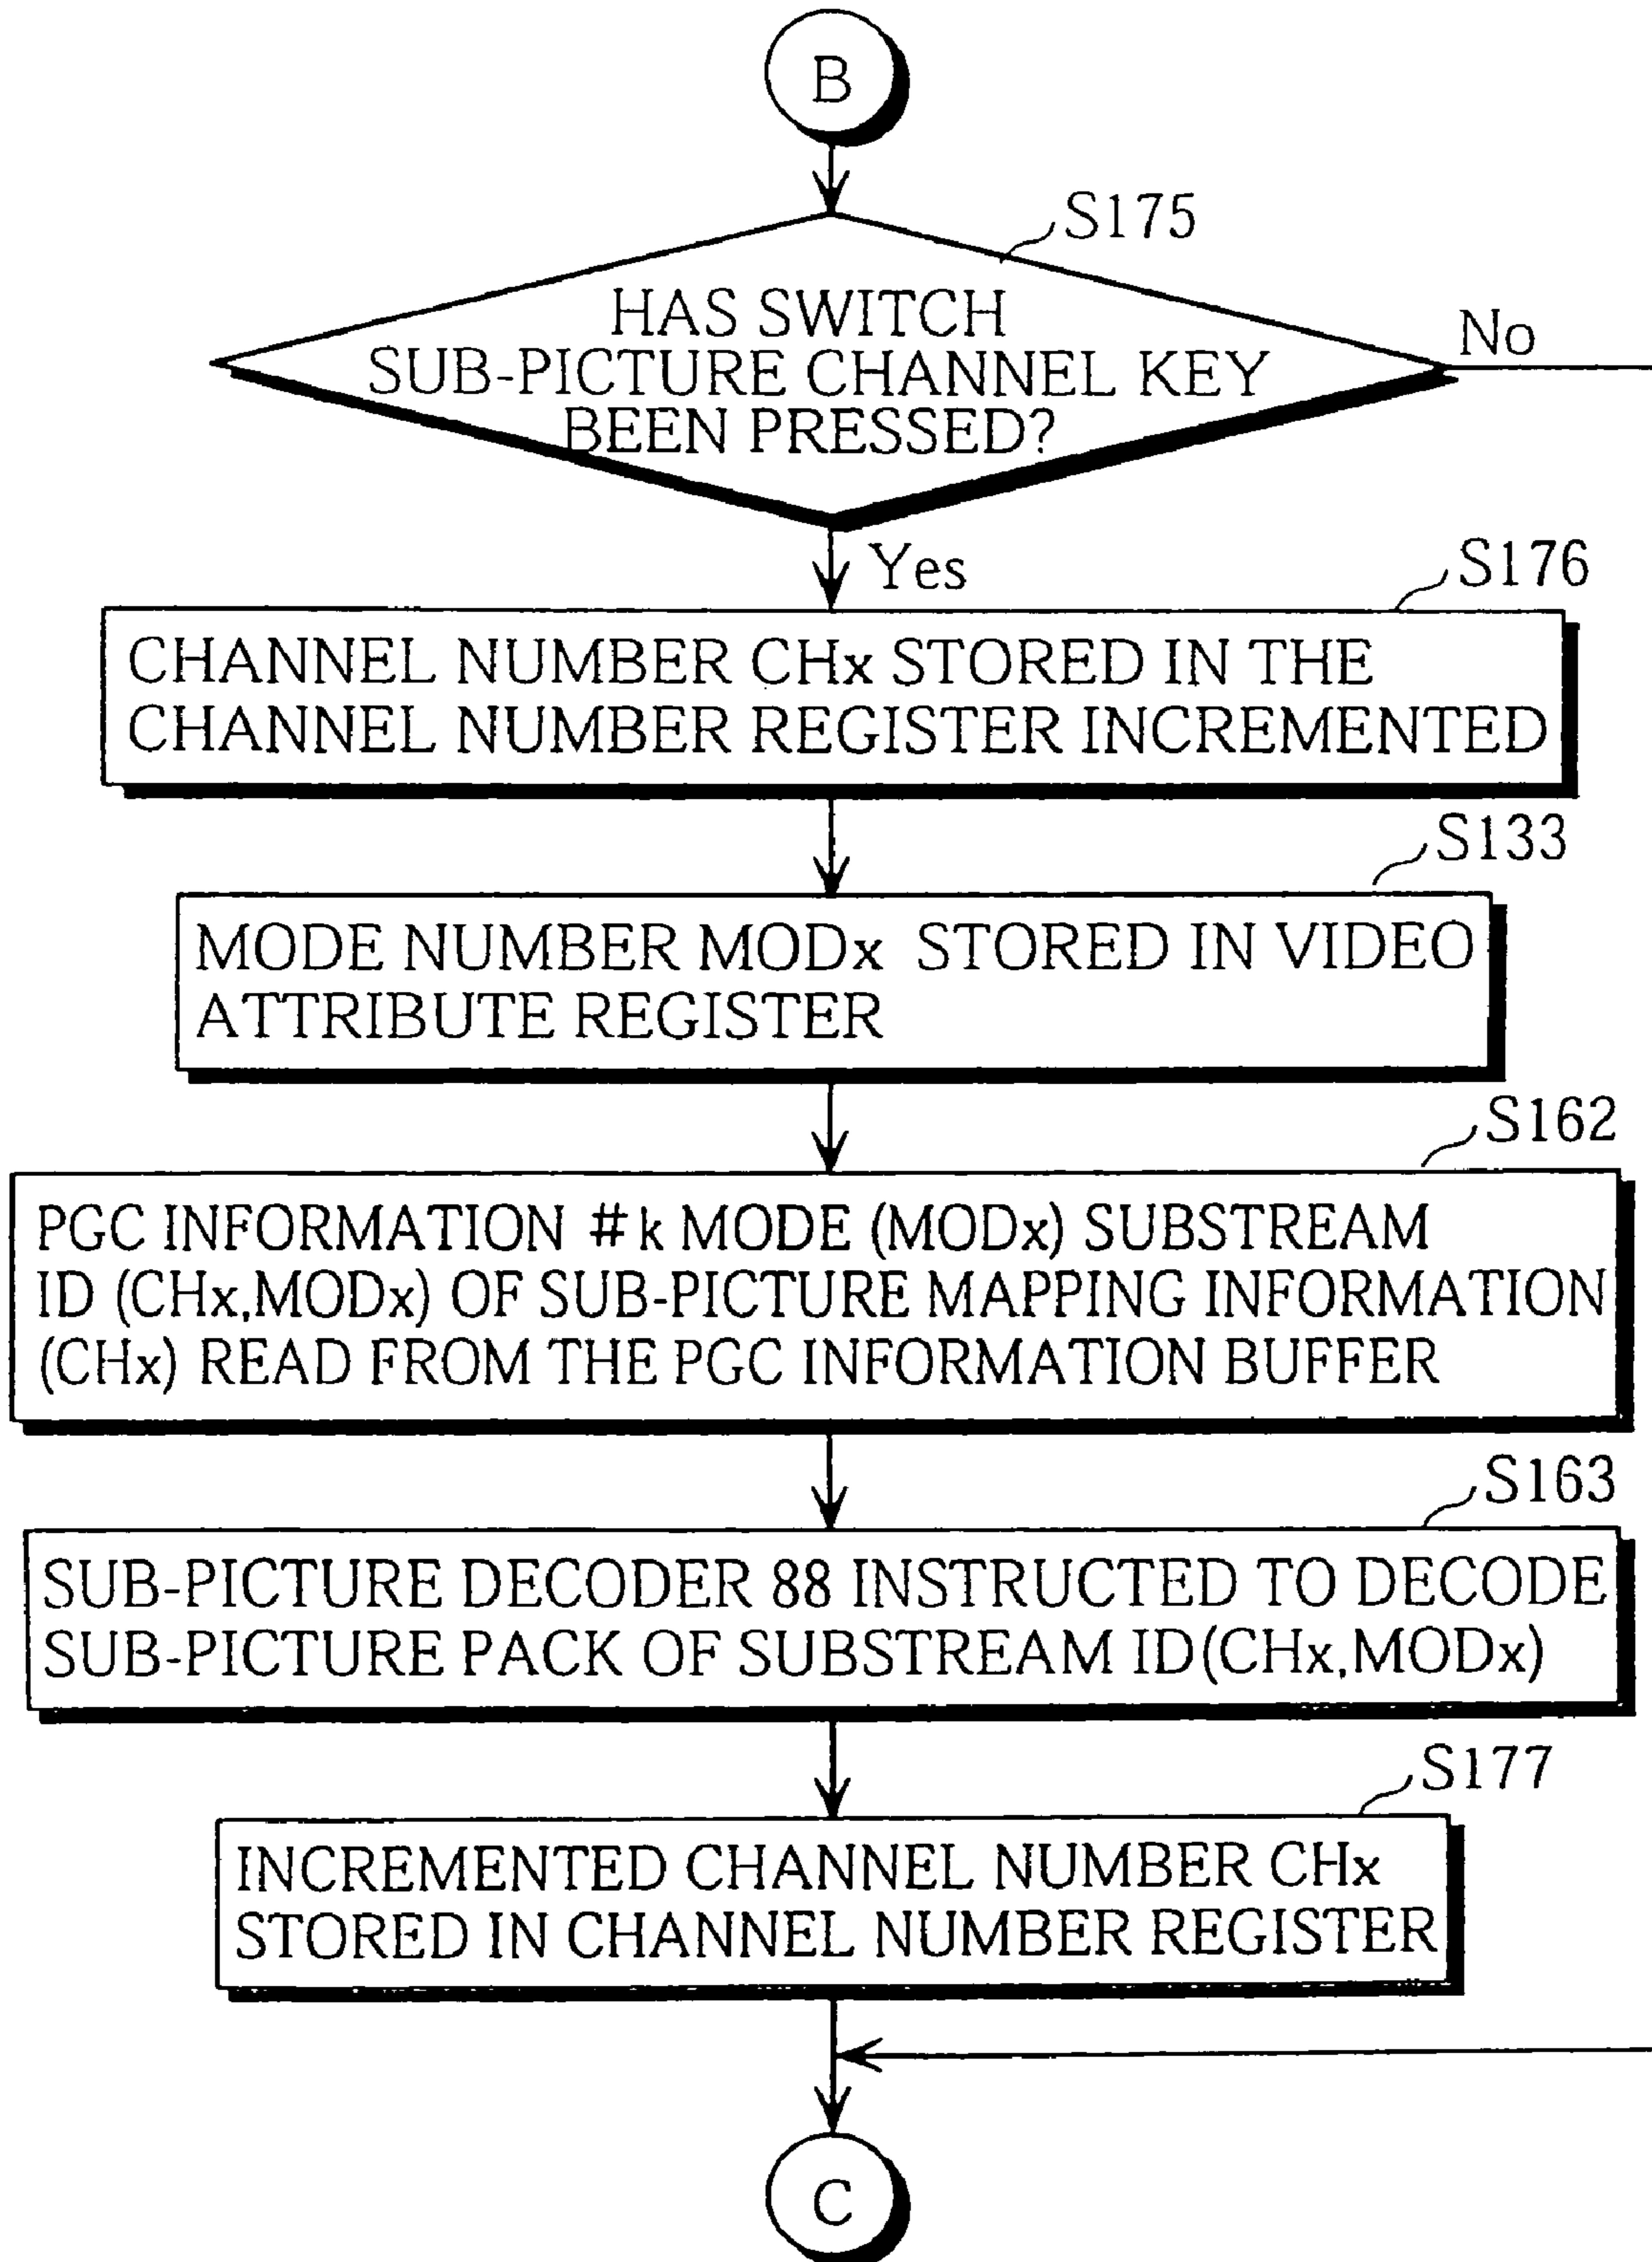 B
S175
HAS SWITCH
SUB-PICTURE CHANNEL KEY
BEEN PRESSED?
No
Yes
S176
CHANNEL NUMBER CHx STORED IN THE
CHANNEL NUMBER REGISTER INCREMENTED
S133
MODE NUMBER MODx STORED IN VIDEO
ATTRIBUTE REGISTER
S162
PGC INFORMATION #k MODE (MODx) SUBSTREAM
ID (CHx,MODx) OF SUB-PICTURE MAPPING INFORMATION
(CHx) READ FROM THE PGC INFORMATION BUFFER
S163
SUB-PICTURE DECODER 88 INSTRUCTED TO DECODE
SUB-PICTURE PACK OF SUBSTREAM ID(CHx,MODx)
S177
INCREMENTED CHANNEL NUMBER CHx
STORED IN CHANNEL NUMBER REGISTER
C